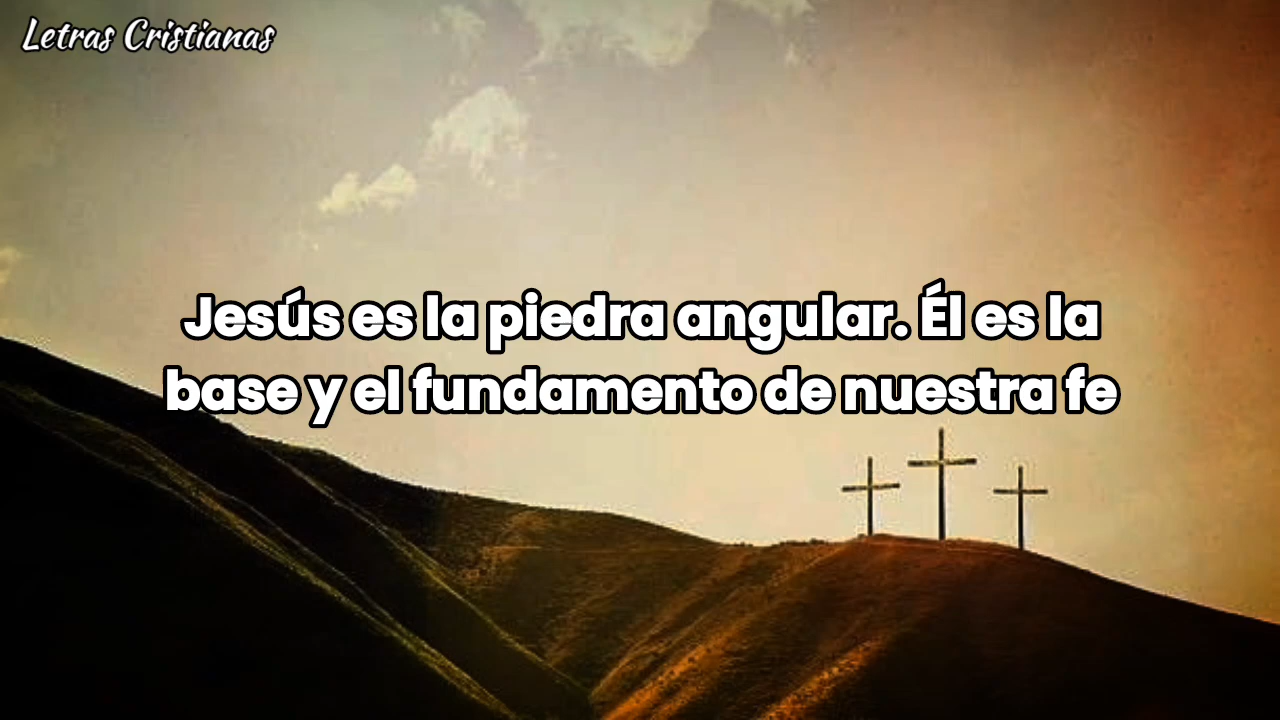 Letras Cristianas
Jesús es la piedra angular. Él es la
base y el fundamento de nuestra fe